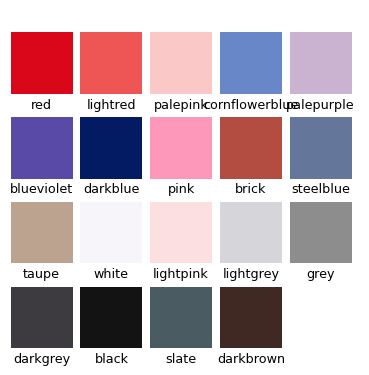 red lightred palepink cornflowerblue palepurple
blueviolet darkblue pink brick steelblue
taupe white lightpink lightgrey grey
darkgrey black slate darkbrown